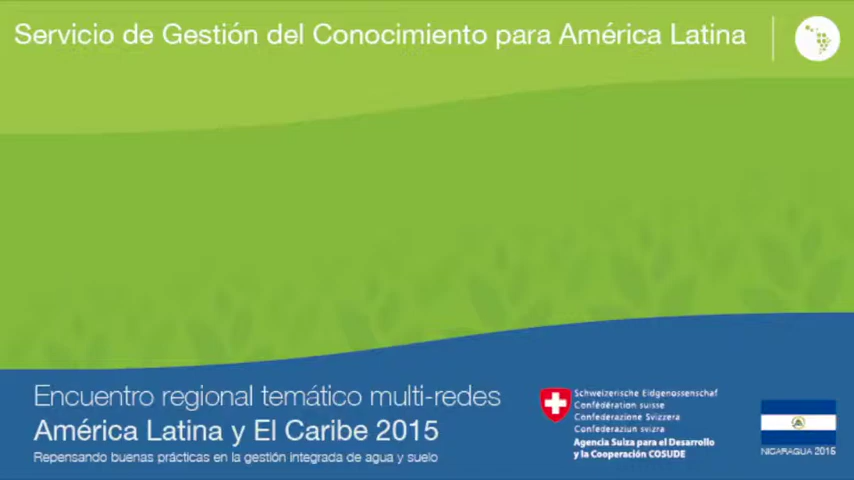 Servicio de Gestión del Conocimiento para América Latina
Encuentro regional temático multi-redes
América Latina y El Caribe 2015
Repensando buenas prácticas en la gestión integrada de agua y suelo
Schweizerische Eidgenossenschaf
Confédération suisse
Confederazione Svizzera
Confederaziun svizra
Agencia Suiza para el Desarrollo
y la Cooperación COSUDE
NICARAGUA 2015